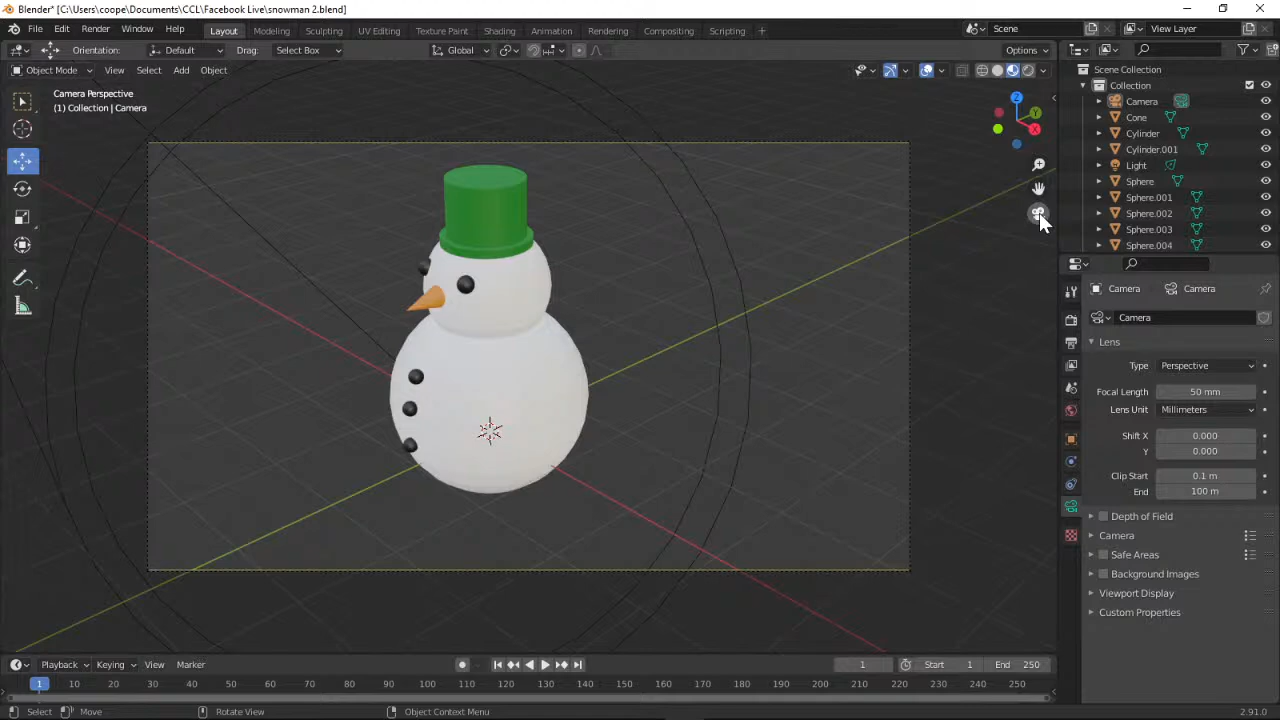 Blender* [C:\Users\coope\Documents\CCL\Facebook Live\snowman 2.blend]
File Edit Render Window Help Layout Modeling Sculpting UV Editing Texture Paint Shading Animation Rendering Compositing Scripting + Scene View Layer
Orientation: Default Drag: Select Box Global Options
Object Mode View Select Add Object
Camera Perspective
(1) Collection | Camera
Z
Y
X
Scene Collection
Collection
Camera
Cone
Cylinder
Cylinder.001
Light
Sphere
Sphere.001
Sphere.002
Sphere.003
Sphere.004
Camera Camera
Camera
Lens
Type Perspective
Focal Length 50 mm
Lens Unit Millimeters
Shift X 0.000
Y 0.000
Clip Start 0.1 m
End 100 m
Depth of Field
Camera
Safe Areas
Background Images
Viewport Display
Custom Properties
Playback Keying View Marker 1 Start 1 End 250
1 10 20 30 40 50 60 70 80 90 100 110 120 130 140 150 160 170 180 190 200 210 220 230 240 250
Select Move Rotate View Object Context Menu 2.91.0